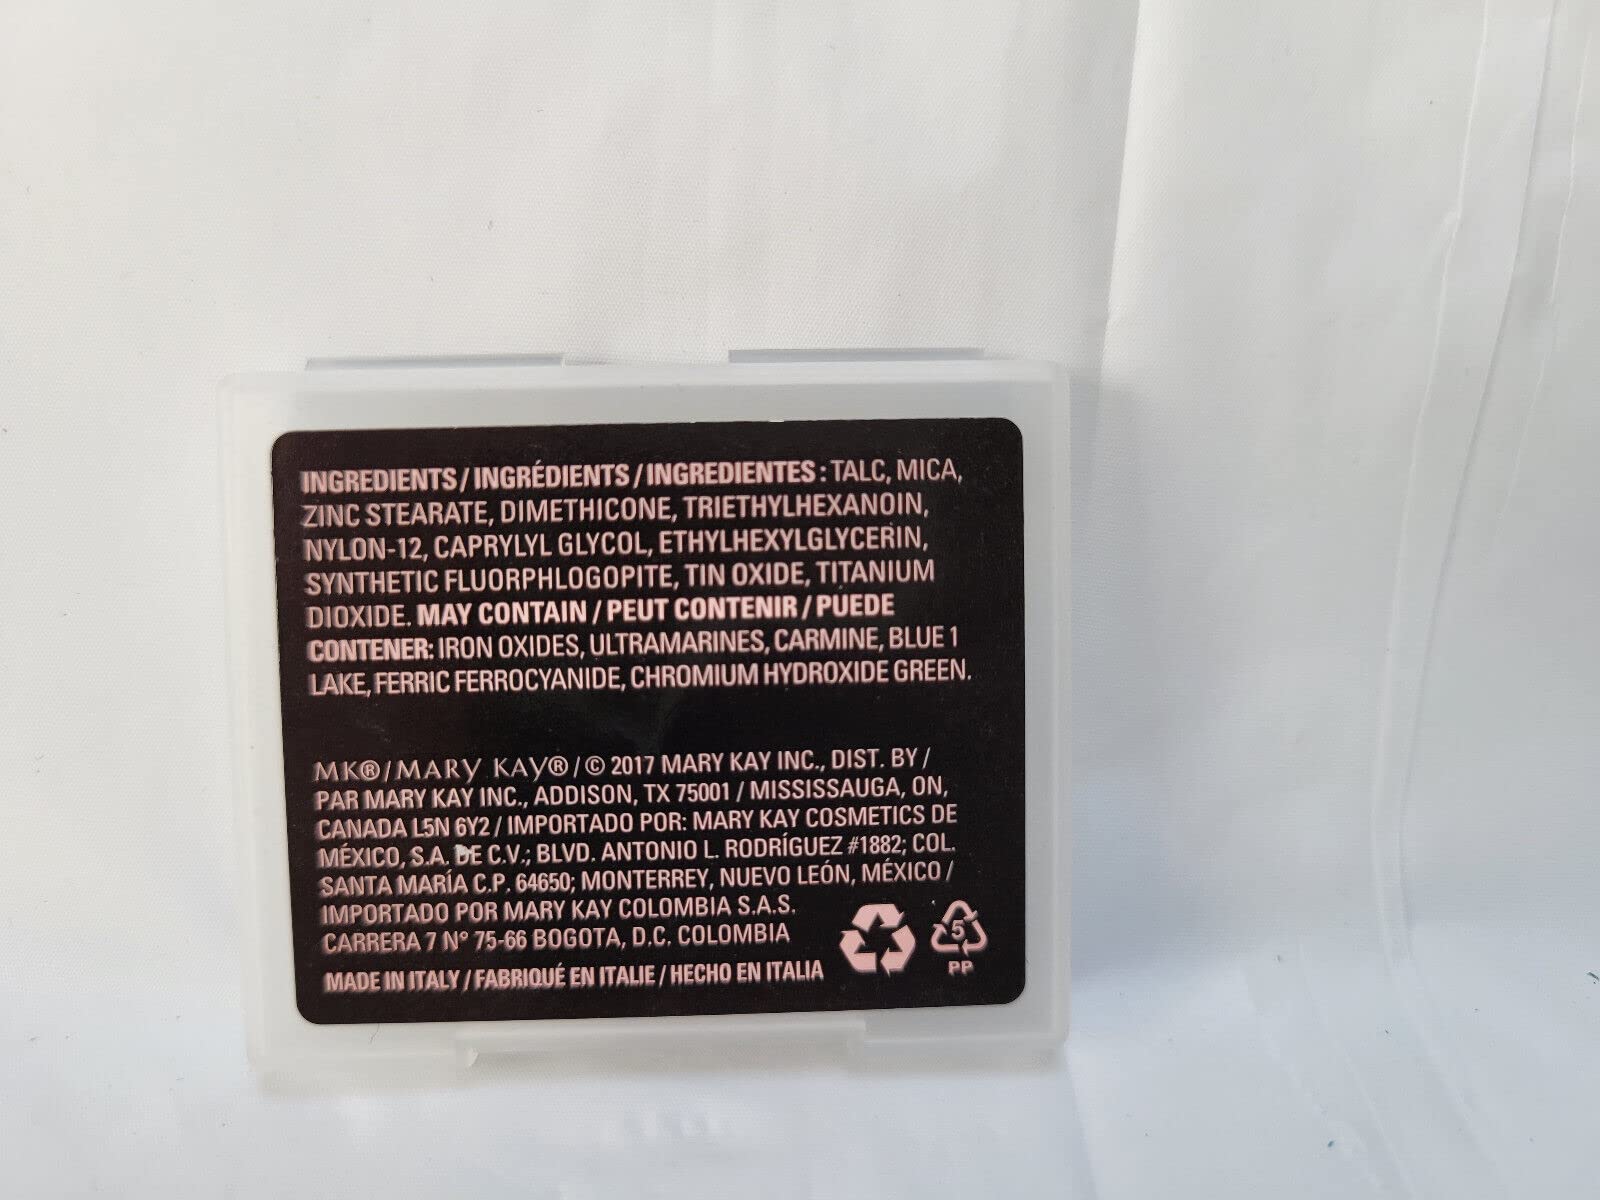 INGREDIENTS / INGRÉDIENTS / INGREDIENTES : TALC, MICA,
ZINC STEARATE, DIMETHICONE, TRIETHYLHEXANOIN,
NYLON-12, CAPRYLYL GLYCOL, ETHYLHEXYLGLYCERIN,
SYNTHETIC FLUORPHLOGOPITE, TIN OXIDE, TITANIUM
DIOXIDE. MAY CONTAIN / PEUT CONTENIR / PUEDE
CONTENER: IRON OXIDES, ULTRAMARINES, CARMINE, BLUE 1
LAKE, FERRIC FERROCYANIDE, CHROMIUM HYDROXIDE GREEN.
MK® / MARY KAY® / © 2017 MARY KAY INC., DIST. BY /
PAR MARY KAY INC., ADDISON, TX 75001 / MISSISSAUGA, ON,
CANADA L5N 6Y2 / IMPORTADO POR: MARY KAY COSMETICS DE
MÉXICO, S.A. DE C.V.; BLVD. ANTONIO L. RODRÍGUEZ #1882; COL.
SANTA MARÍA C.P. 64650; MONTERREY, NUEVO LEÓN, MÉXICO /
IMPORTADO POR MARY KAY COLOMBIA S.A.S.
CARRERA 7 N° 75-66 BOGOTA, D.C. COLOMBIA
MADE IN ITALY / FABRIQUÉ EN ITALIE / HECHO EN ITALIA
5
PP